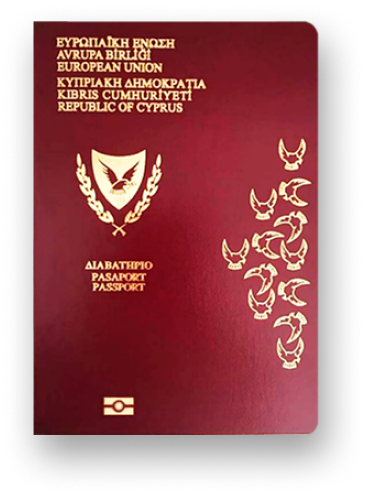 ΕΥΡΩΠΑΪΚΗ ΕΝΩΣΗ
AVRUPA BİRLİĞİ
EUROPEAN UNION
ΚΥΠΡΙΑΚΗ ΔΗΜΟΚΡΑΤΙΑ
KIBRIS CUMHURİYETİ
REPUBLIC OF CYPRUS
ΔΙΑΒΑΤΗΡΙΟ
PASAPORT
PASSPORT